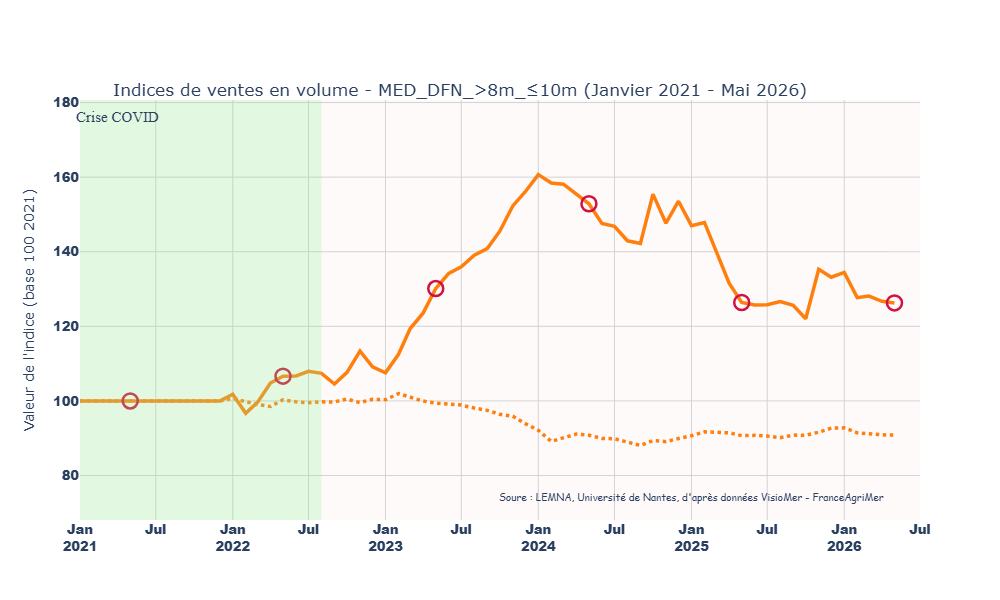 Indices de ventes en volume - MED_DFN_>8m_≤10m (Janvier 2021 - Mai 2026)
Crise COVID
Valeur de l'indice (base 100 2021)
180
160
140
120
100
80
Soure : LEMNA, Université de Nantes, d'après données VisioMer - FranceAgriMer
Jan Jul Jan Jul Jan Jul Jan Jul Jan Jul Jan Jul
2021 2022 2023 2024 2025 2026